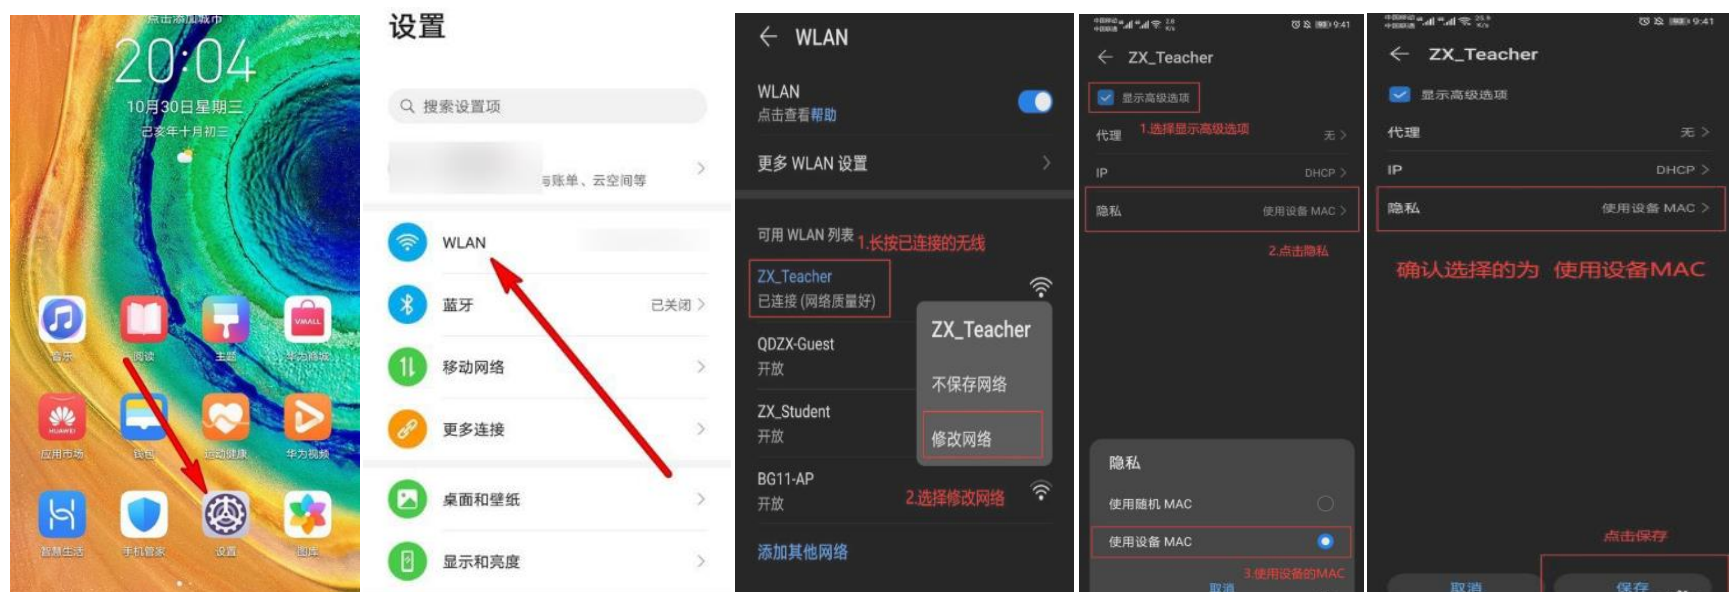 点击添加城市
20:04
10月30日星期三
己亥年十月初三
VMALL
音乐
阅读
主题
华为商城
HUAWEI
应用市场
钱包
运动健康
华为视频
智慧生活
手机管家
设置
图库
设置
搜索设置项
与账单、云空间等
WLAN
蓝牙
已关闭
移动网络
更多连接
桌面和壁纸
显示和亮度
WLAN
WLAN
点击查看帮助
更多 WLAN 设置
可用 WLAN 列表
1.长按已连接的无线
ZX_Teacher
已连接 (网络质量好)
ZX_Teacher
QDZX-Guest
开放
不保存网络
ZX_Student
开放
修改网络
BG11-AP
开放
2.选择修改网络
添加其他网络
9:41
ZX_Teacher
显示高级选项
1.选择显示高级选项
代理
无
IP
DHCP
隐私
使用设备 MAC
2.点击隐私
隐私
使用随机 MAC
使用设备 MAC
3.使用设备的MAC
取消
9:41
ZX_Teacher
显示高级选项
代理
无
IP
DHCP
隐私
使用设备 MAC
确认选择的为 使用设备MAC
点击保存
取消
保存